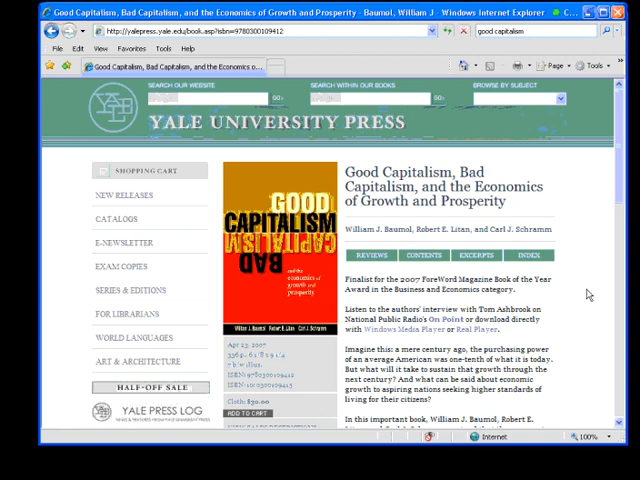 Good Capitalism, Bad Capitalism, and the Economics of Growth and Prosperity - Baumol, William J - Windows Internet Explorer
http://yalepress.yale.edu/book.asp?isbn=9780300109412
good capitalism
File Edit View Favorites Tools Help
Good Capitalism, Bad Capitalism, and the Economics o...
Page Tools
SEARCH OUR WEBSITE SEARCH WITHIN OUR BOOKS BROWSE BY SUBJECT
GO> GO>
YALE UNIVERSITY PRESS
SHOPPING CART
NEW RELEASES
CATALOGS
E-NEWSLETTER
EXAM COPIES
SERIES & EDITIONS
FOR LIBRARIANS
WORLD LANGUAGES
ART & ARCHITECTURE
HALF-OFF SALE
YALE PRESS LOG
GOOD
CAPITALISM
CAPITALISM
BAD
and the
economics of
growth and
prosperity
William J. Baumol Robert E. Litan Carl J. Schramm
Apr 23, 2007
ISBN: 9780300109412
Cloth: $30.00
ADD TO CART
Good Capitalism, Bad
Capitalism, and the Economics
of Growth and Prosperity
William J. Baumol, Robert E. Litan, and Carl J. Schramm
REVIEWS CONTENTS EXCERPTS INDEX
Finalist for the 2007 ForeWord Magazine Book of the Year
Award in the Business and Economics category.
Listen to the authors' interview with Tom Ashbrook on
National Public Radio's On Point or download directly
with Windows Media Player or Real Player.
Imagine this: a mere century ago, the purchasing power
of an average American was one-tenth of what it is today.
But what will it take to sustain that growth through the
next century? And what can be said about economic
growth to aspiring nations seeking higher standards of
living for their citizens?
In this important book, William J. Baumol, Robert E.
Internet 100%